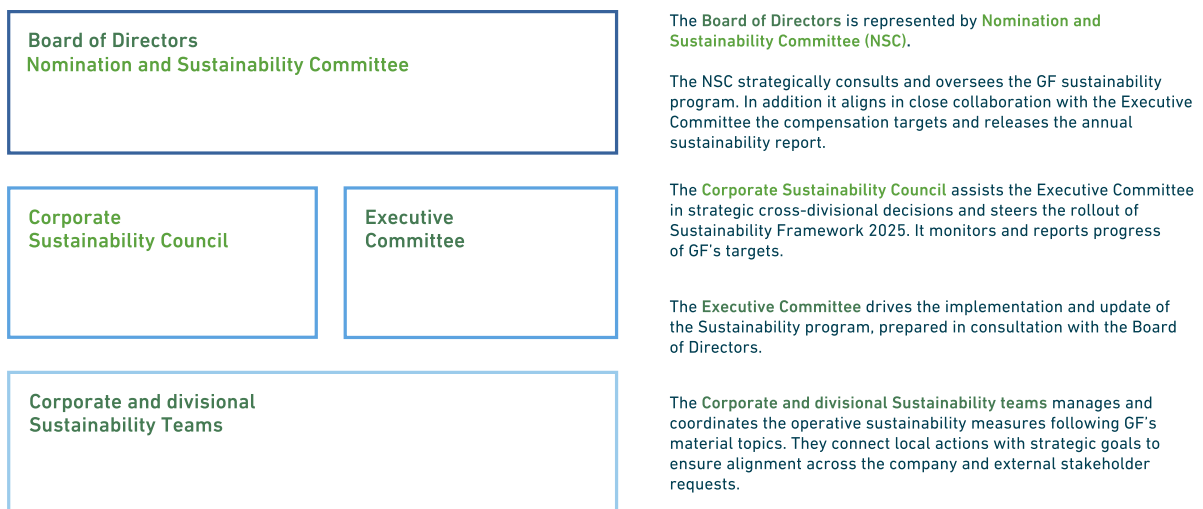 Board of Directors
Nomination and Sustainability Committee
The Board of Directors is represented by Nomination and
Sustainability Committee (NSC).
The NSC strategically consults and oversees the GF sustainability
program. In addition it aligns in close collaboration with the Executive
Committee the compensation targets and releases the annual
sustainability report.
Corporate
Sustainability Council
Executive
Committee
The Corporate Sustainability Council assists the Executive Committee
in strategic cross-divisional decisions and steers the rollout of
Sustainability Framework 2025. It monitors and reports progress
of GF's targets.
The Executive Committee drives the implementation and update of
the Sustainability program, prepared in consultation with the Board
of Directors.
Corporate and divisional
Sustainability Teams
The Corporate and divisional Sustainability teams manages and
coordinates the operative sustainability measures following GF's
material topics. They connect local actions with strategic goals to
ensure alignment across the company and external stakeholder
requests.